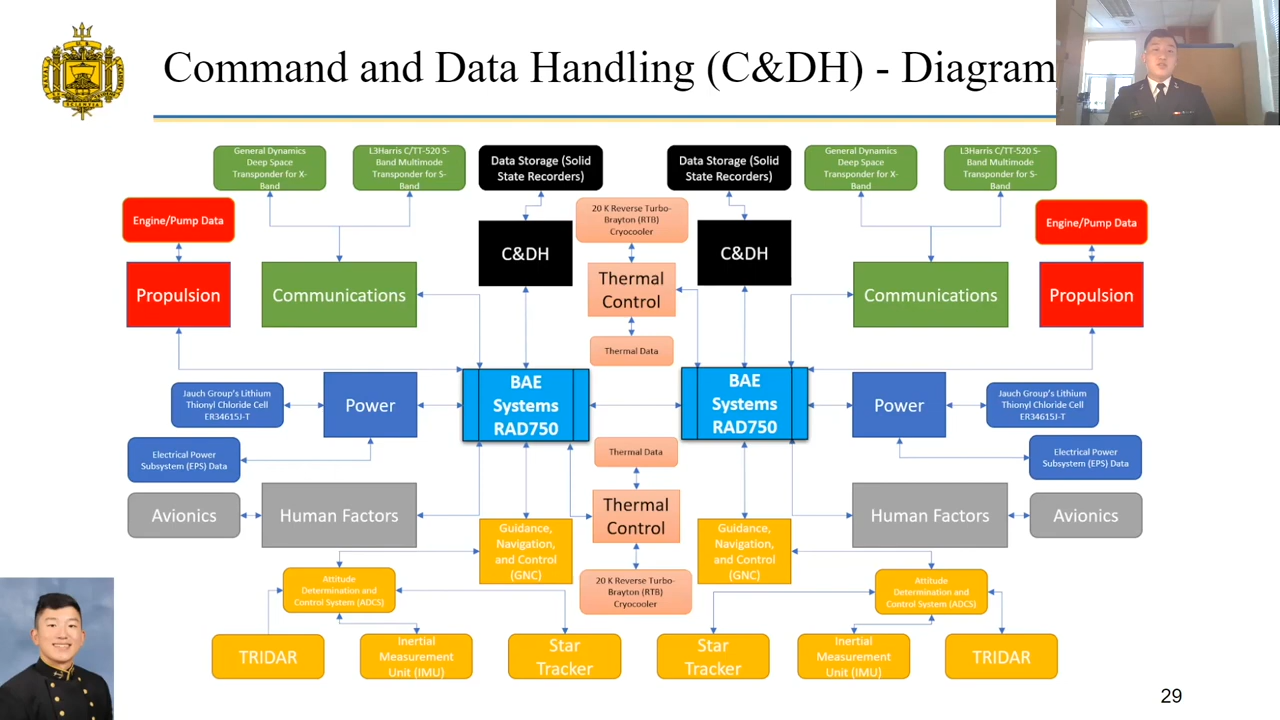 Command and Data Handling (C&DH) - Diagram
General Dynamics
Deep Space
Transponder for X-
Band
L3Harris C/TT-520 S-
Band Multimode
Transponder for S-
Band
Data Storage (Solid
State Recorders)
Data Storage (Solid
State Recorders)
General Dynamics
Deep Space
Transponder for X-
Band
L3Harris C/TT-520 S-
Band Multimode
Transponder for S-
Band
Engine/Pump Data
20 K Reverse Turbo-
Brayton (RTB)
Cryocooler
Engine/Pump Data
C&DH
C&DH
Propulsion
Communications
Thermal
Control
Communications
Propulsion
Thermal Data
Jauch Group's Lithium
Thionyl Chloride Cell
ER34615J-T
Power
BAE
Systems
RAD750
BAE
Systems
RAD750
Power
Jauch Group's Lithium
Thionyl Chloride Cell
ER34615J-T
Electrical Power
Subsystem (EPS) Data
Thermal Data
Electrical Power
Subsystem (EPS) Data
Avionics
Human Factors
Thermal
Control
Human Factors
Avionics
Guidance,
Navigation,
and Control
(GNC)
Guidance,
Navigation,
and Control
(GNC)
Attitude
Determination and
Control System (ADCS)
20 K Reverse Turbo-
Brayton (RTB)
Cryocooler
Attitude
Determination and
Control System (ADCS)
TRIDAR
Inertial
Measurement
Unit (IMU)
Star
Tracker
Star
Tracker
Inertial
Measurement
Unit (IMU)
TRIDAR
29